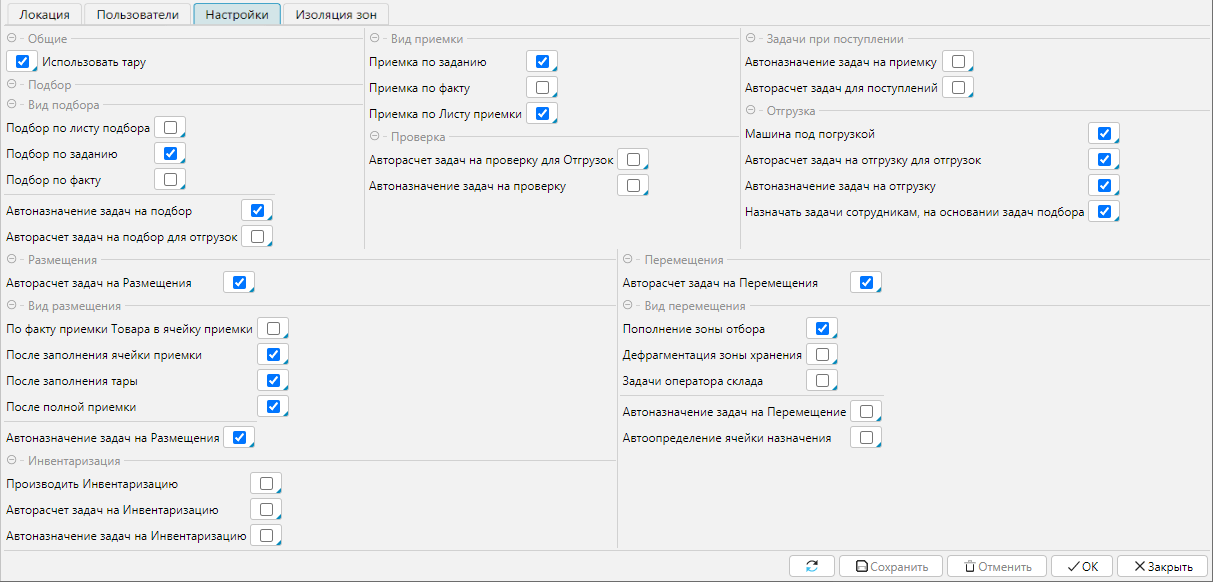 Локация
Пользователи
Настройки
Изоляция зон
Общие
Использовать тару
Подбор
Вид подбора
Подбор по листу подбора
Подбор по заданию
Подбор по факту
Автоназначение задач на подбор
Авторасчет задач на подбор для отгрузок
Вид приемки
Приемка по заданию
Приемка по факту
Приемка по Листу приемки
Проверка
Авторасчет задач на проверку для Отгрузок
Автоназначение задач на проверку
Задачи при поступлении
Автоназначение задач на приемку
Авторасчет задач для поступлений
Отгрузка
Машина под погрузкой
Авторасчет задач на отгрузку для отгрузок
Автоназначение задач на отгрузку
Назначать задачи сотрудникам, на основании задач подбора
Размещения
Авторасчет задач на Размещения
Вид размещения
По факту приемки Товара в ячейку приемки
После заполнения ячейки приемки
После заполнения тары
После полной приемки
Автоназначение задач на Размещения
Инвентаризация
Производить Инвентаризацию
Авторасчет задач на Инвентаризацию
Автоназначение задач на Инвентаризацию
Перемещения
Авторасчет задач на Перемещения
Вид перемещения
Пополнение зоны отбора
Дефрагментация зоны хранения
Задачи оператора склада
Автоназначение задач на Перемещение
Автоопределение ячейки назначения
Сохранить
Отменить
OK
Закрыть